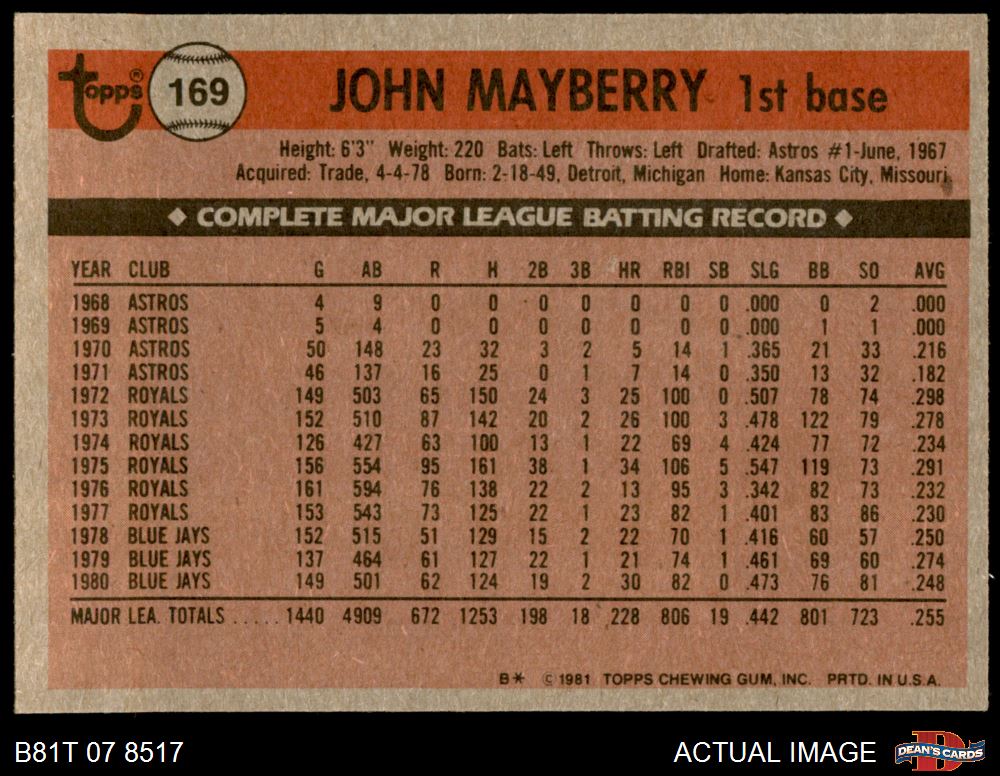 topps® 169 JOHN MAYBERRY 1st base
Height: 6'3" Weight: 220 Bats: Left Throws: Left Drafted: Astros #1-June, 1967
Acquired: Trade, 4-4-78 Born: 2-18-49, Detroit, Michigan Home: Kansas City, Missouri
◆ COMPLETE MAJOR LEAGUE BATTING RECORD ◆
YEAR CLUB G AB R H 2B 3B HR RBI SB SLG BB SO AVG
1968 ASTROS 4 9 0 0 0 0 0 0 0 .000 0 2 .000
1969 ASTROS 5 4 0 0 0 0 0 0 0 .000 1 1 .000
1970 ASTROS 50 148 23 32 3 2 5 14 1 .365 21 33 .216
1971 ASTROS 46 137 16 25 0 1 7 14 0 .350 13 32 .182
1972 ROYALS 149 503 65 150 24 3 25 100 0 .507 78 74 .298
1973 ROYALS 152 510 87 142 20 2 26 100 3 .478 122 79 .278
1974 ROYALS 126 427 63 100 13 1 22 69 4 .424 77 72 .234
1975 ROYALS 156 554 95 161 38 1 34 106 5 .547 119 73 .291
1976 ROYALS 161 594 76 138 22 2 13 95 3 .342 82 73 .232
1977 ROYALS 153 543 73 125 22 1 23 82 1 .401 83 86 .230
1978 BLUE JAYS 152 515 51 129 15 2 22 70 1 .416 60 57 .250
1979 BLUE JAYS 137 464 61 127 22 1 21 74 1 .461 69 60 .274
1980 BLUE JAYS 149 501 62 124 19 2 30 82 0 .473 76 81 .248
MAJOR LEA. TOTALS ..... 1440 4909 672 1253 198 18 228 806 19 .442 801 723 .255
B* © 1981 TOPPS CHEWING GUM, INC. PRTD. IN U.S.A.
B81T 07 8517 ACTUAL IMAGE DEAN'S CARDS